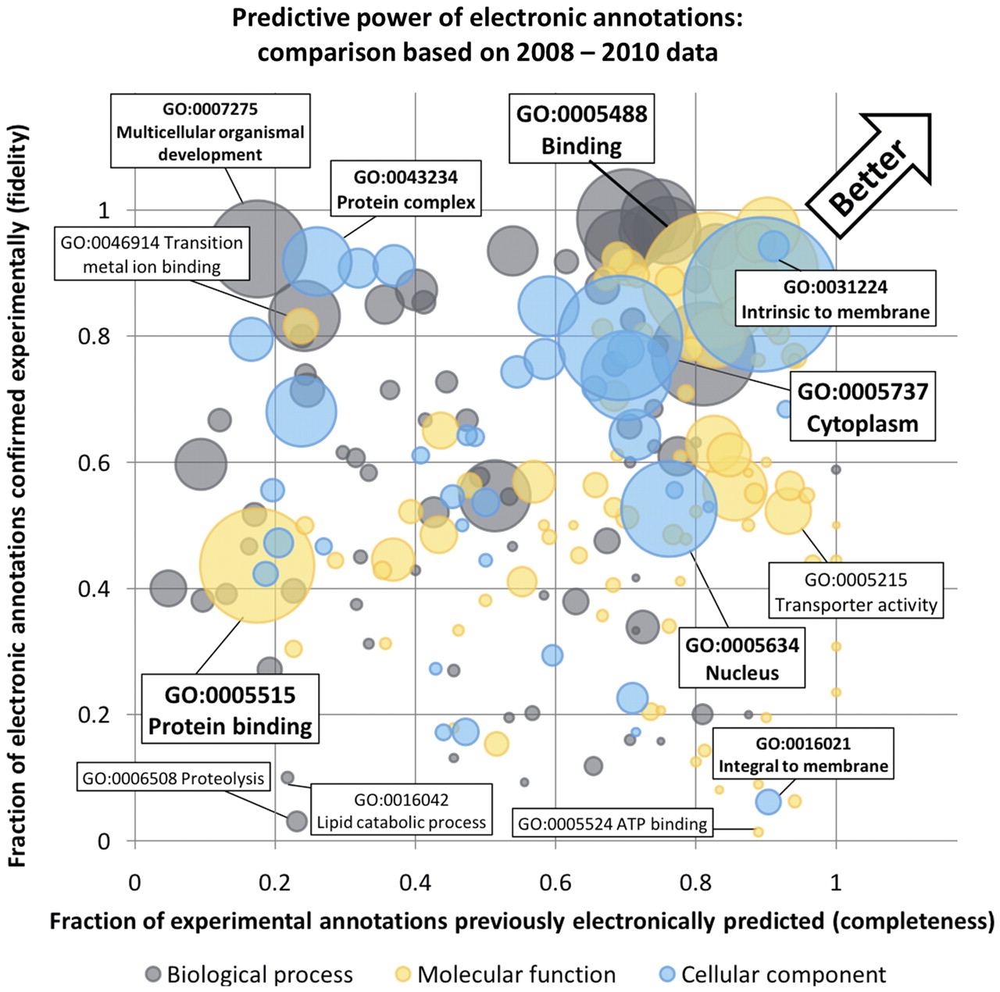 Predictive power of electronic annotations:
comparison based on 2008 – 2010 data
GO:0007275
Multicellular organismal
development
GO:0043234
Protein complex
GO:0005488
Binding
Better
GO:0046914 Transition
metal ion binding
GO:0031224
Intrinsic to membrane
GO:0005737
Cytoplasm
GO:0005215
Transporter activity
GO:0005634
Nucleus
GO:0005515
Protein binding
GO:0016021
Integral to membrane
GO:0006508 Proteolysis
GO:0016042
Lipid catabolic process
GO:0005524 ATP binding
Fraction of electronic annotations confirmed experimentally (fidelity)
1
0.8
0.6
0.4
0.2
0
0 0.2 0.4 0.6 0.8 1
Fraction of experimental annotations previously electronically predicted (completeness)
Biological process Molecular function Cellular component